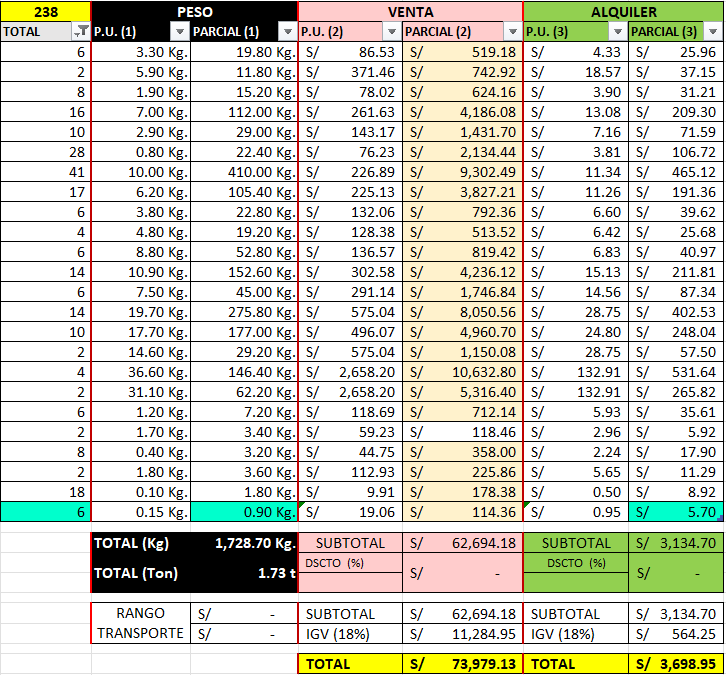 238 PESO VENTA ALQUILER
TOTAL P.U. (1) PARCIAL (1) P.U. (2) PARCIAL (2) P.U. (3) PARCIAL (3)
6 3.30 Kg. 19.80 Kg. S/ 86.53 S/ 519.18 S/ 4.33 S/ 25.96
2 5.90 Kg. 11.80 Kg. S/ 371.46 S/ 742.92 S/ 18.57 S/ 37.15
8 1.90 Kg. 15.20 Kg. S/ 78.02 S/ 624.16 S/ 3.90 S/ 31.21
16 7.00 Kg. 112.00 Kg. S/ 261.63 S/ 4,186.08 S/ 13.08 S/ 209.30
10 2.90 Kg. 29.00 Kg. S/ 143.17 S/ 1,431.70 S/ 7.16 S/ 71.59
28 0.80 Kg. 22.40 Kg. S/ 76.23 S/ 2,134.44 S/ 3.81 S/ 106.72
41 10.00 Kg. 410.00 Kg. S/ 226.89 S/ 9,302.49 S/ 11.34 S/ 465.12
17 6.20 Kg. 105.40 Kg. S/ 225.13 S/ 3,827.21 S/ 11.26 S/ 191.36
6 3.80 Kg. 22.80 Kg. S/ 132.06 S/ 792.36 S/ 6.60 S/ 39.62
4 4.80 Kg. 19.20 Kg. S/ 128.38 S/ 513.52 S/ 6.42 S/ 25.68
6 8.80 Kg. 52.80 Kg. S/ 136.57 S/ 819.42 S/ 6.83 S/ 40.97
14 10.90 Kg. 152.60 Kg. S/ 302.58 S/ 4,236.12 S/ 15.13 S/ 211.81
6 7.50 Kg. 45.00 Kg. S/ 291.14 S/ 1,746.84 S/ 14.56 S/ 87.34
14 19.70 Kg. 275.80 Kg. S/ 575.04 S/ 8,050.56 S/ 28.75 S/ 402.53
10 17.70 Kg. 177.00 Kg. S/ 496.07 S/ 4,960.70 S/ 24.80 S/ 248.04
2 14.60 Kg. 29.20 Kg. S/ 575.04 S/ 1,150.08 S/ 28.75 S/ 57.50
4 36.60 Kg. 146.40 Kg. S/ 2,658.20 S/ 10,632.80 S/ 132.91 S/ 531.64
2 31.10 Kg. 62.20 Kg. S/ 2,658.20 S/ 5,316.40 S/ 132.91 S/ 265.82
6 1.20 Kg. 7.20 Kg. S/ 118.69 S/ 712.14 S/ 5.93 S/ 35.61
2 1.70 Kg. 3.40 Kg. S/ 59.23 S/ 118.46 S/ 2.96 S/ 5.92
8 0.40 Kg. 3.20 Kg. S/ 44.75 S/ 358.00 S/ 2.24 S/ 17.90
2 1.80 Kg. 3.60 Kg. S/ 112.93 S/ 225.86 S/ 5.65 S/ 11.29
18 0.10 Kg. 1.80 Kg. S/ 9.91 S/ 178.38 S/ 0.50 S/ 8.92
6 0.15 Kg. 0.90 Kg. S/ 19.06 S/ 114.36 S/ 0.95 S/ 5.70
TOTAL (Kg) 1,728.70 Kg. SUBTOTAL S/ 62,694.18 SUBTOTAL S/ 3,134.70
DSCTO (%) DSCTO (%)
TOTAL (Ton) 1.73 t S/ - S/ -
RANGO S/ - SUBTOTAL S/ 62,694.18 SUBTOTAL S/ 3,134.70
TRANSPORTE S/ - IGV (18%) S/ 11,284.95 IGV (18%) S/ 564.25
TOTAL S/ 73,979.13 TOTAL S/ 3,698.95